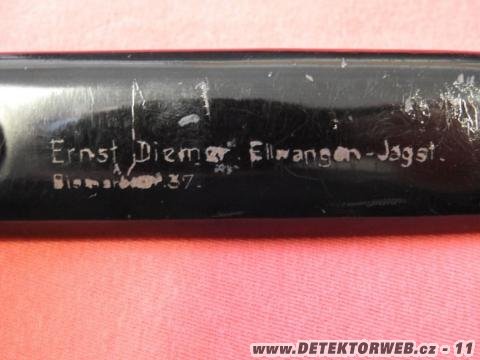 Ernst Diemer. Ellwangen-Jagst.
37.
www.DETEKTORWEB.cz - 11